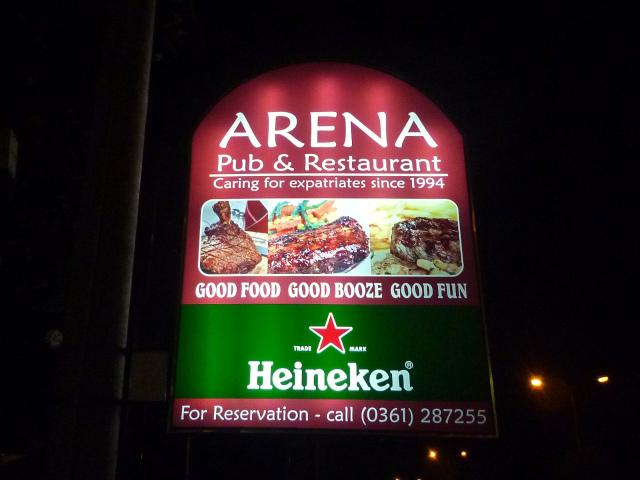 ARENA
Pub & Restaurant
Caring for expatriates since 1994
GOOD FOOD GOOD BOOZE GOOD FUN
TRADE MARK
Heineken®
For Reservation - call (0361) 287255